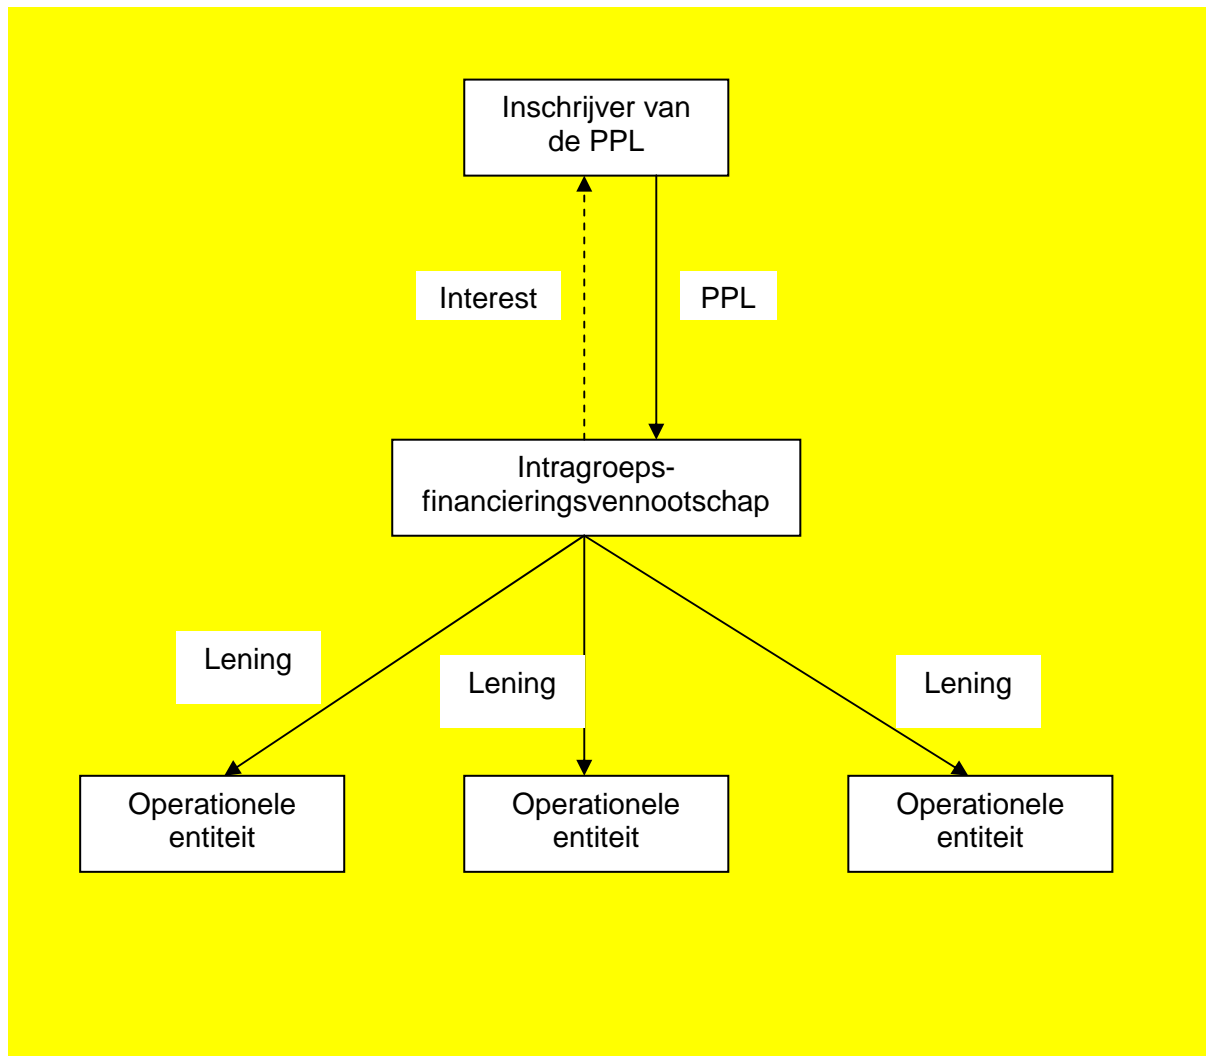 Inschrijver van
de PPL
Interest
PPL
Intragroeps-
financieringsvennootschap
Lening
Lening
Lening
Operationele
entiteit
Operationele
entiteit
Operationele
entiteit